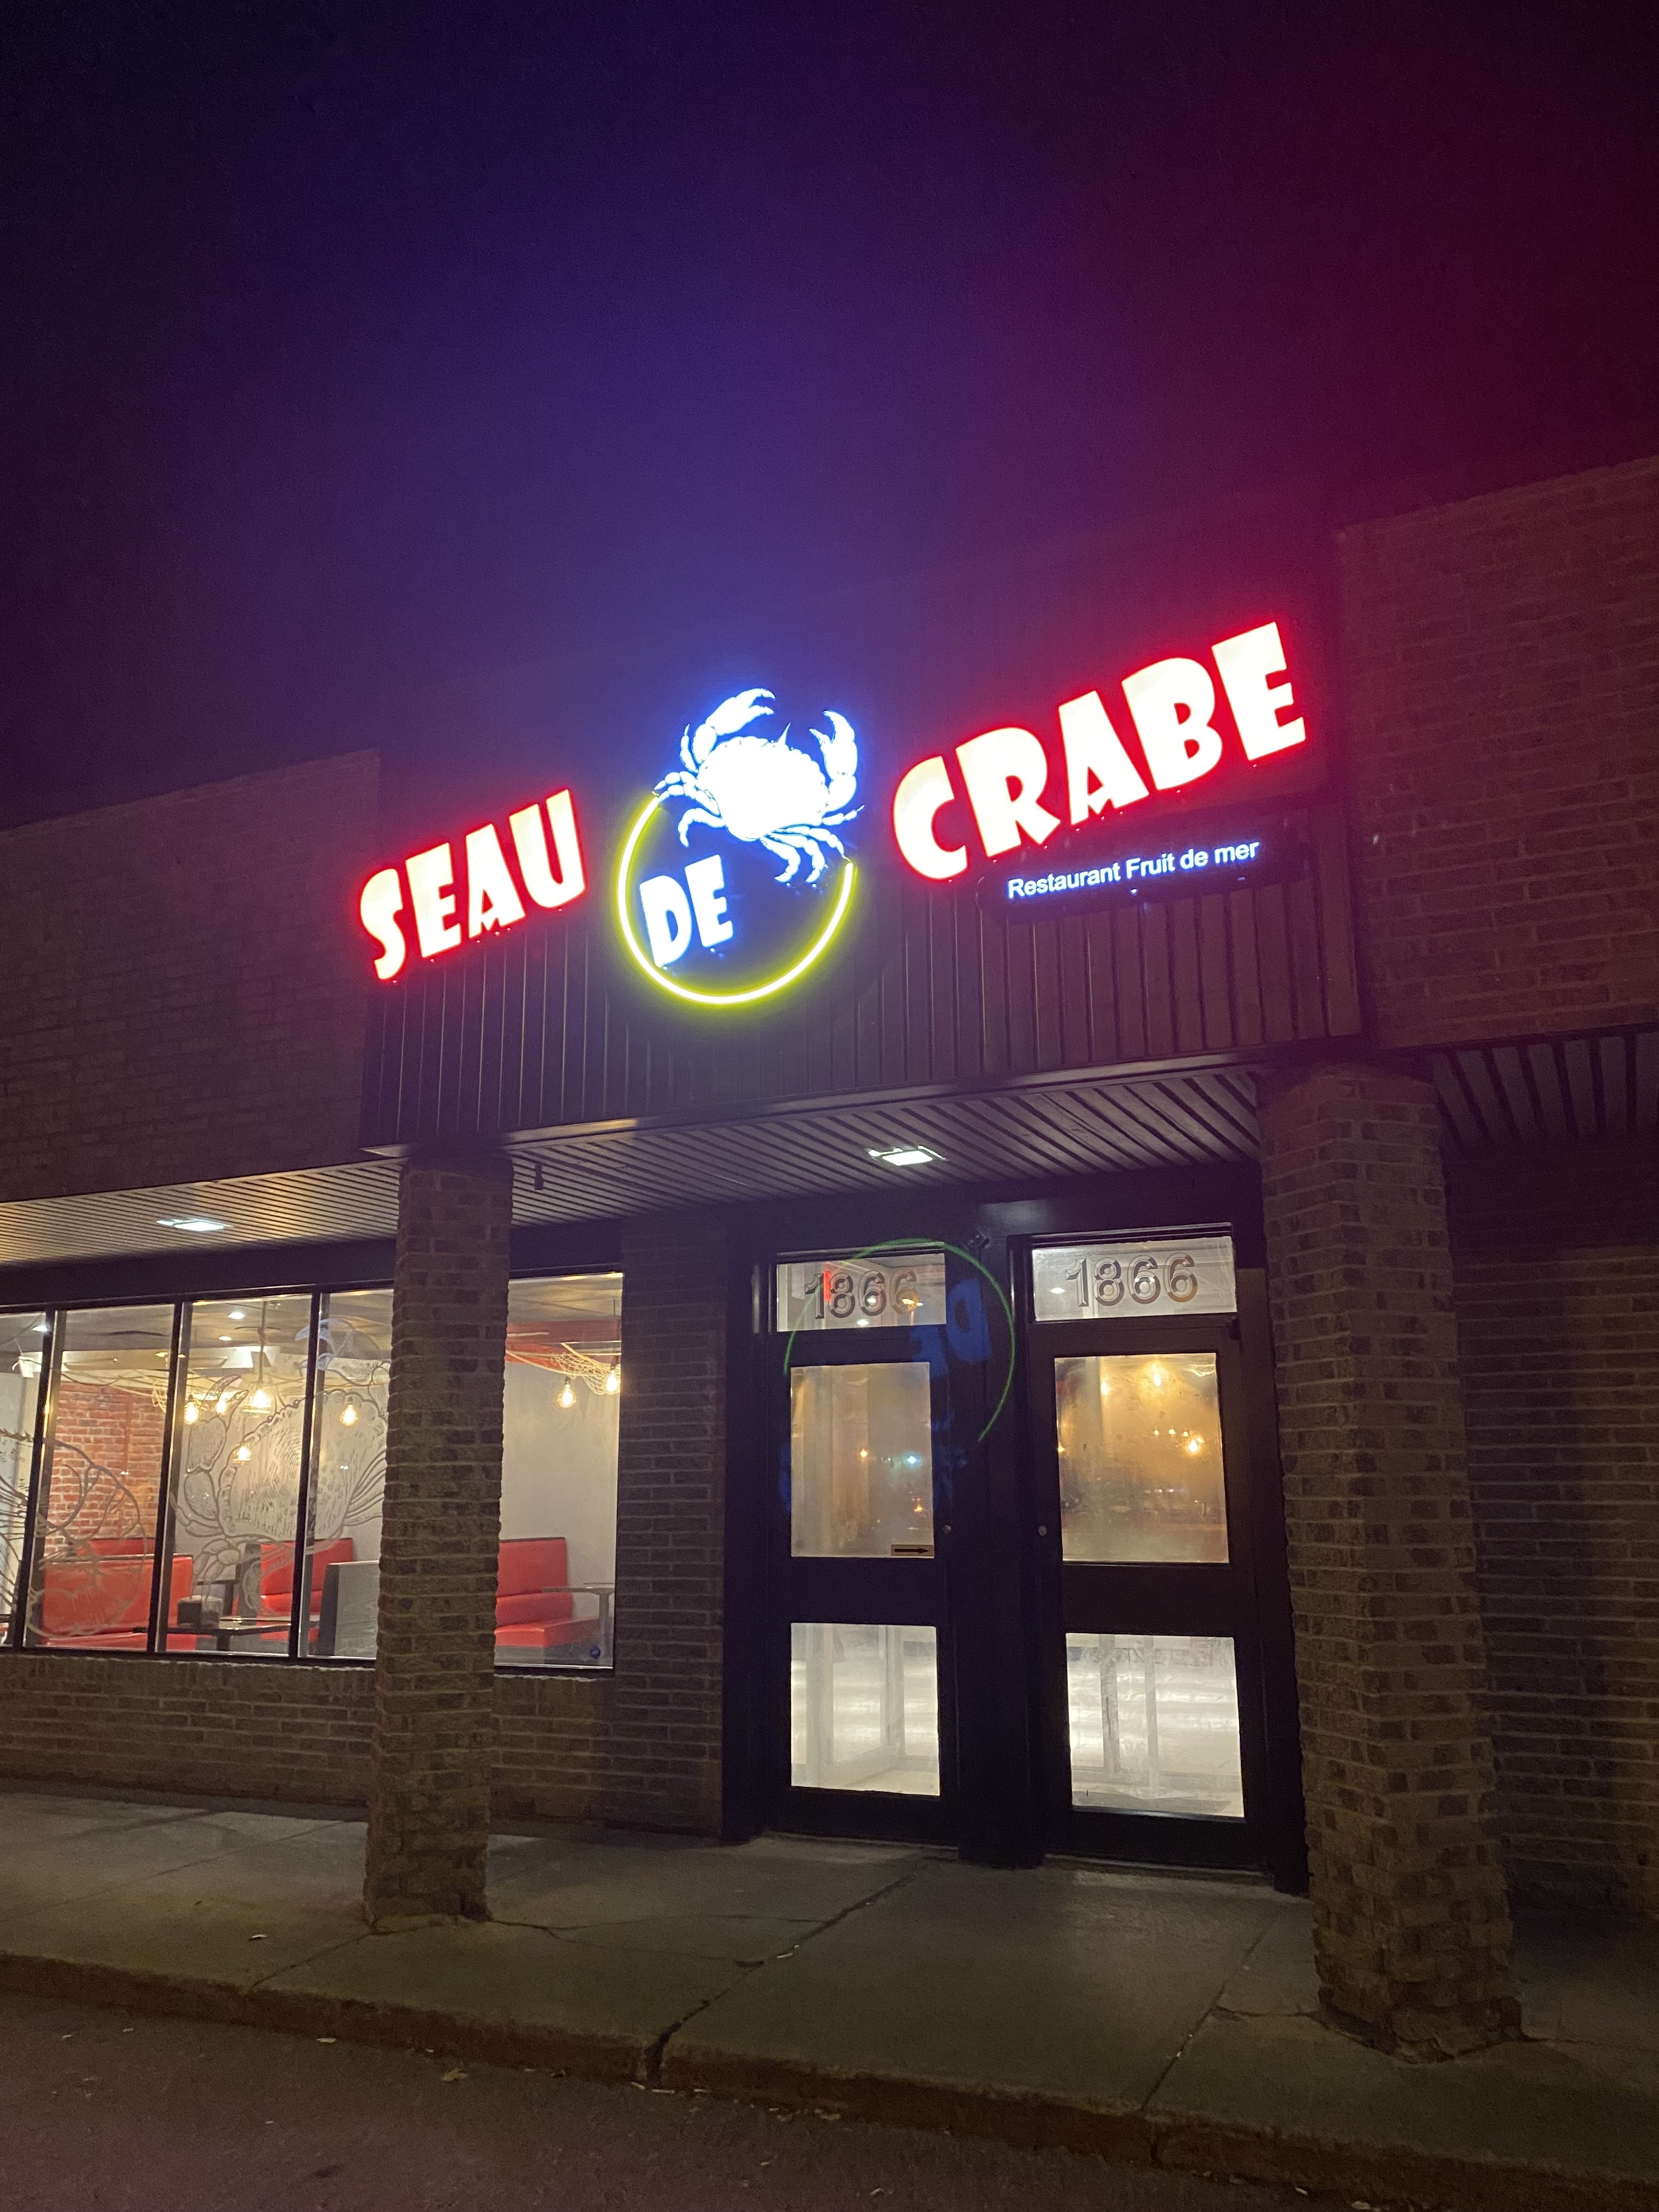 SEAU
DE
CRABE
Restaurant Fruit de mer
1866
1866